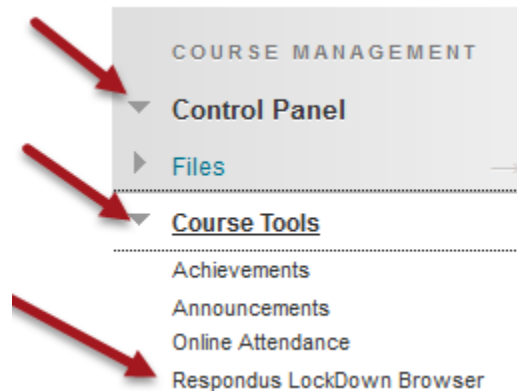 COURSE MANAGEMENT
Control Panel
Files
Course Tools
Achievements
Announcements
Online Attendance
Respondus LockDown Browser